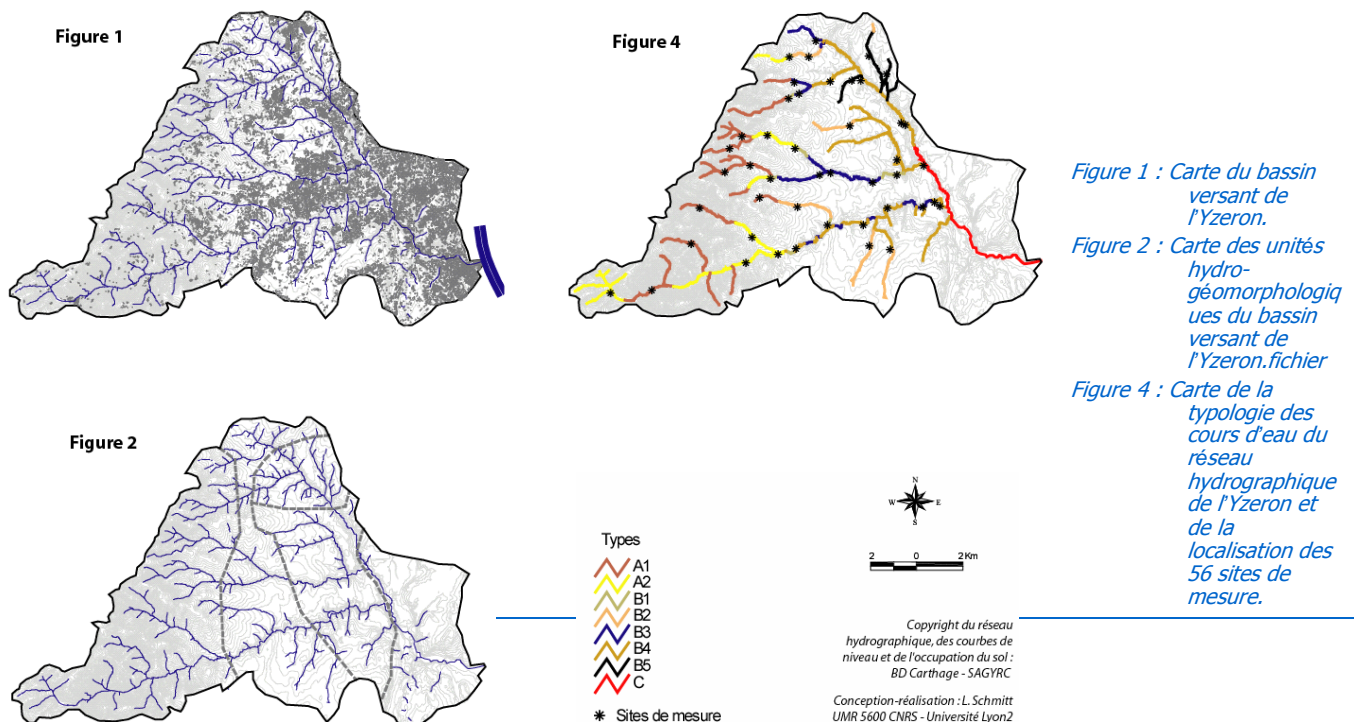 Figure 1
Figure 4
Figure 1 : Carte du bassin
versant de
l'Yzeron.
Figure 2 : Carte des unités
hydro-
géomorphologiq
ues du bassin
versant de
l'Yzeron.fichier
Figure 4 : Carte de la
typologie des
cours d'eau du
réseau
hydrographique
de l'Yzeron et
de la
localisation des
56 sites de
mesure.
Figure 2
N
W E
S
2 0 2 Km
Types
A1
A2
B1
B2
B3
B4
B5
C
Sites de mesure
Copyright du réseau
hydrographique, des courbes de
niveau et de l'occupation du sol :
BD Carthage - SAGYRC
Conception-réalisation : L. Schmitt
UMR 5600 CNRS - Université Lyon2